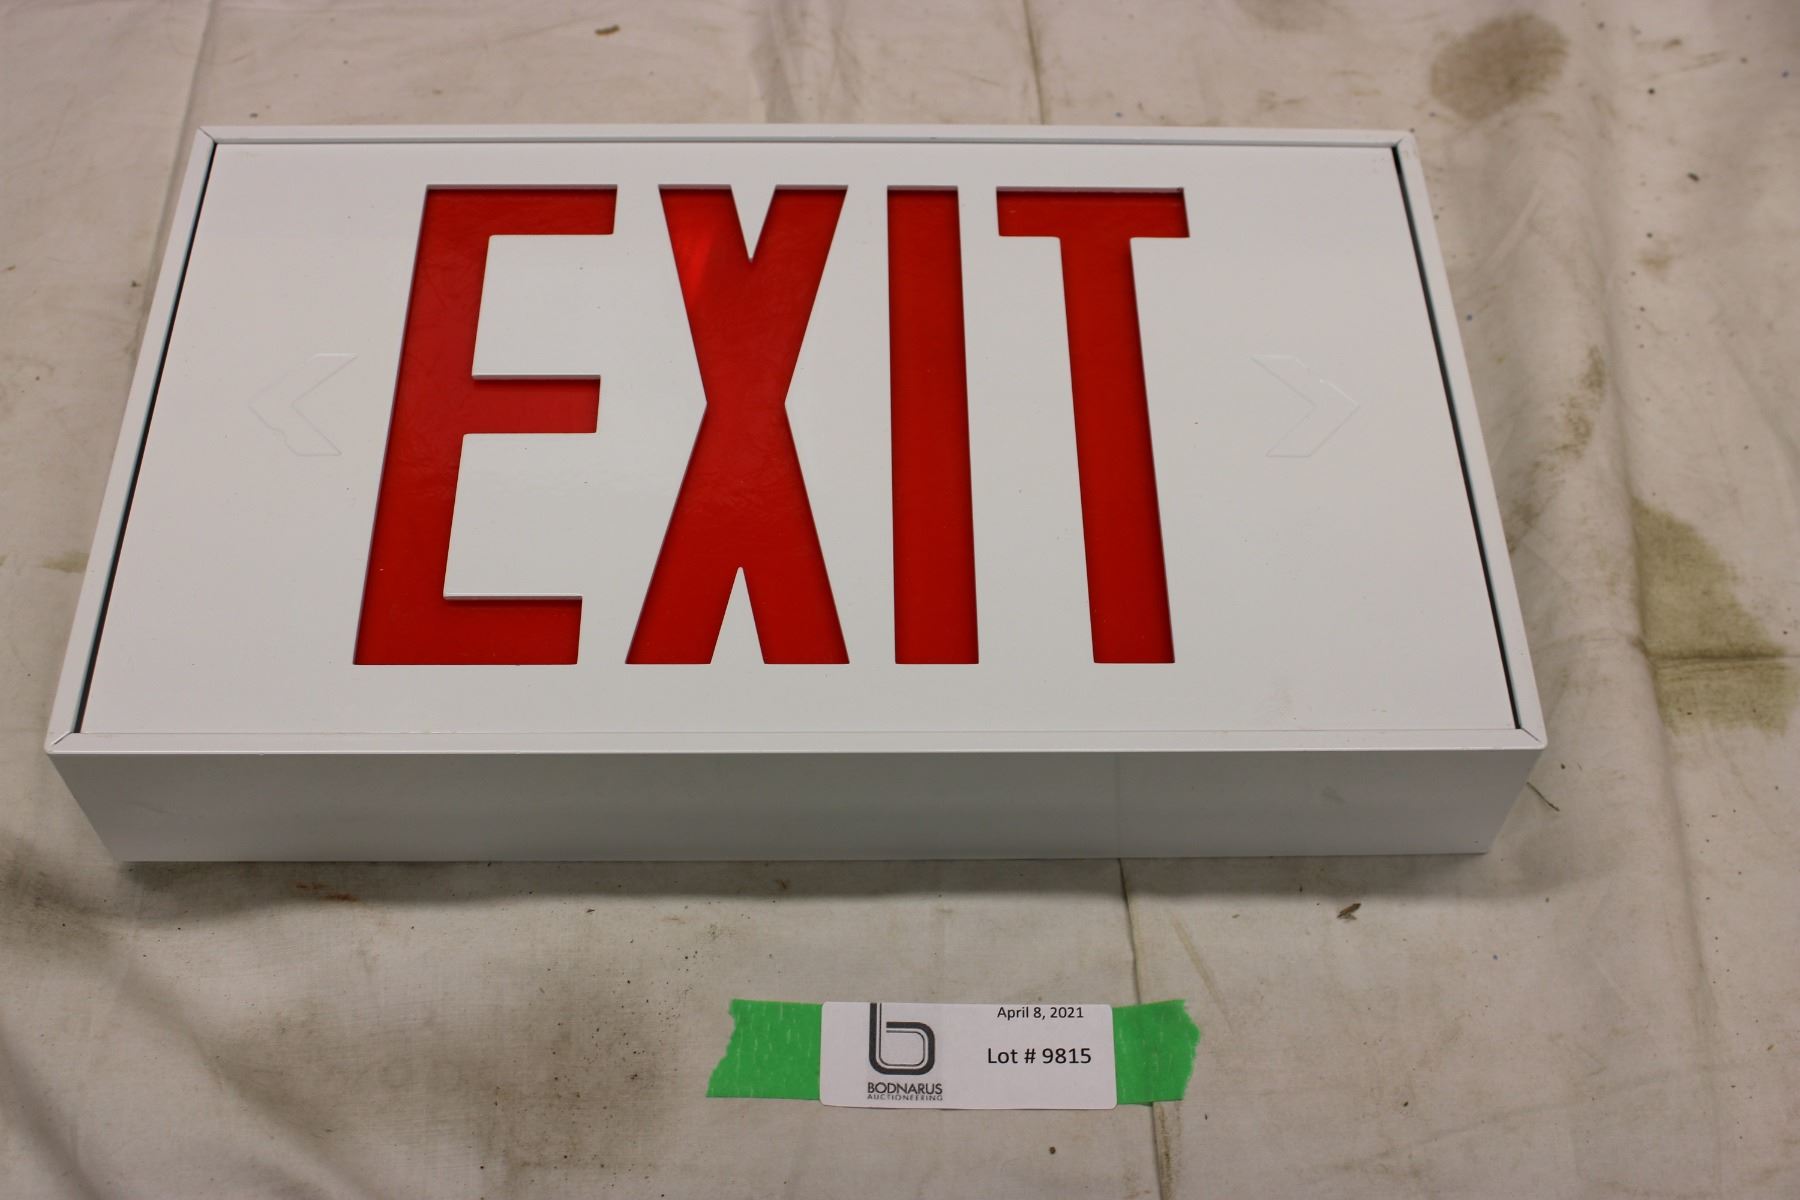 EXIT
April 8, 2021
Lot # 9815
b
BODNARUS
AUCTIONEERING